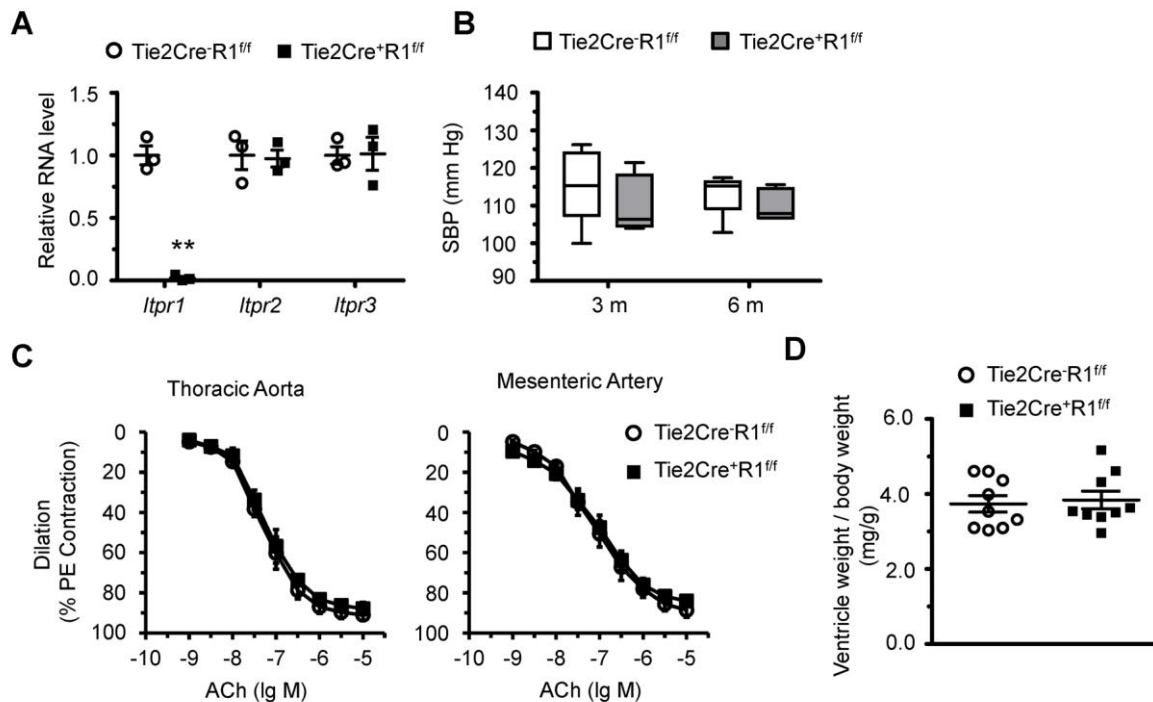 A
Tie2Cre⁻R1ᶠ/ᶠ Tie2Cre⁺R1ᶠ/ᶠ
Relative RNA level
1.5
1.0
0.5
0.0
**
Itpr1 Itpr2 Itpr3
B
Tie2Cre⁻R1ᶠ/ᶠ Tie2Cre⁺R1ᶠ/ᶠ
SBP (mm Hg)
140
130
120
110
100
90
3 m 6 m
C
Thoracic Aorta
Dilation
(% PE Contraction)
0
20
40
60
80
100
-10 -9 -8 -7 -6 -5
ACh (lg M)
Mesenteric Artery
Tie2Cre⁻R1ᶠ/ᶠ
Tie2Cre⁺R1ᶠ/ᶠ
0
20
40
60
80
100
-10 -9 -8 -7 -6 -5
ACh (lg M)
D
Tie2Cre⁻R1ᶠ/ᶠ
Tie2Cre⁺R1ᶠ/ᶠ
Ventricle weight / body weight
(mg/g)
6.0
4.0
2.0
0.0